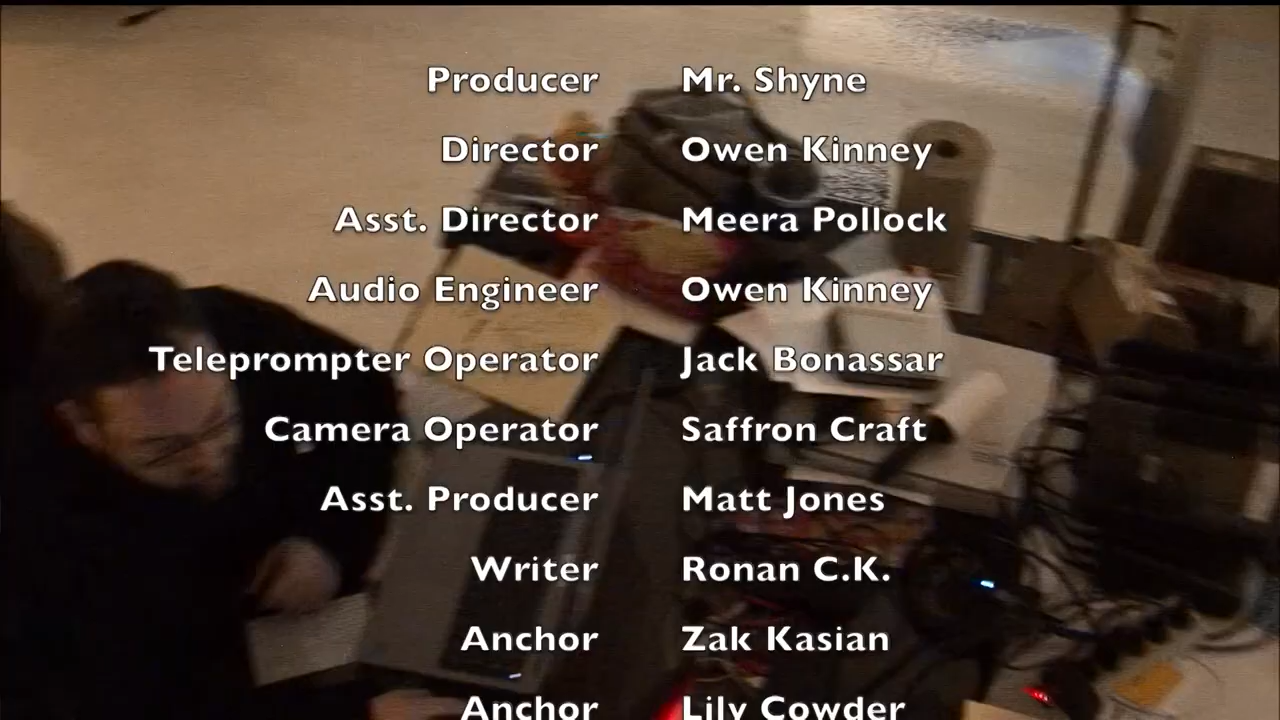 Producer Mr. Shyne
Director Owen Kinney
Asst. Director Meera Pollock
Audio Engineer Owen Kinney
Teleprompter Operator Jack Bonassar
Camera Operator Saffron Craft
Asst. Producer Matt Jones
Writer Ronan C.K.
Anchor Zak Kasian
Anchor Lily Cowder